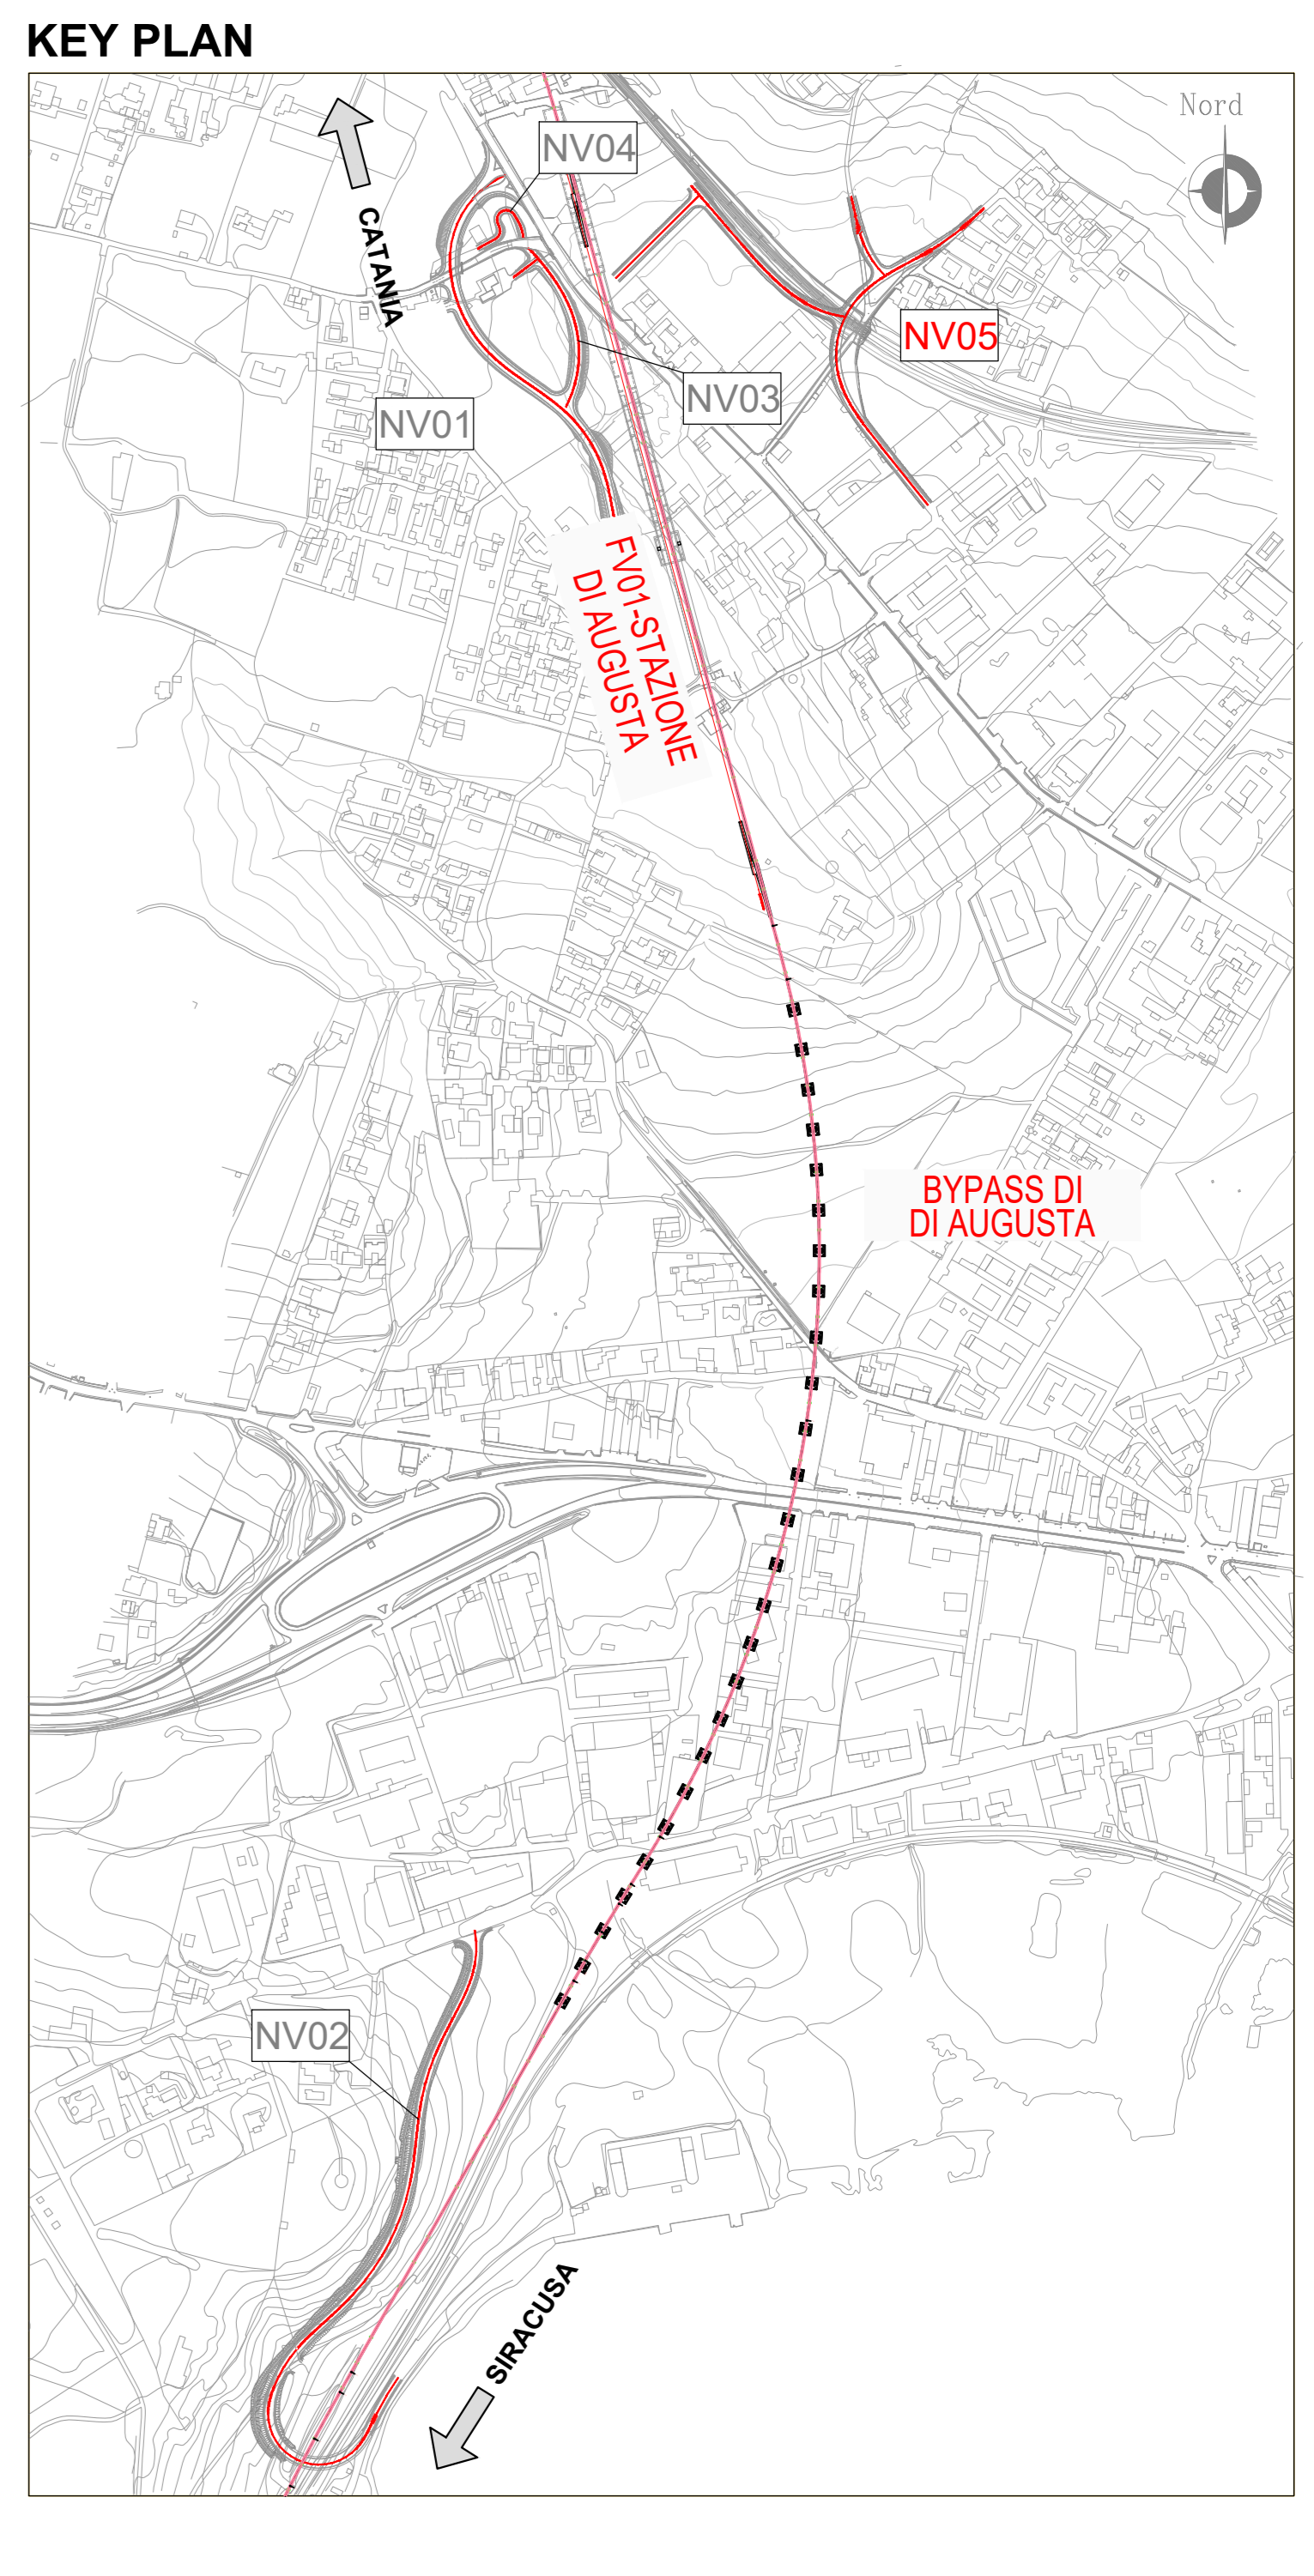 KEY PLAN
Nord
NV04
CATANIA
NV05
NV03
NV01
FV01-STAZIONE
DI AUGUSTA
BYPASS DI
DI AUGUSTA
NV02
SIRACUSA